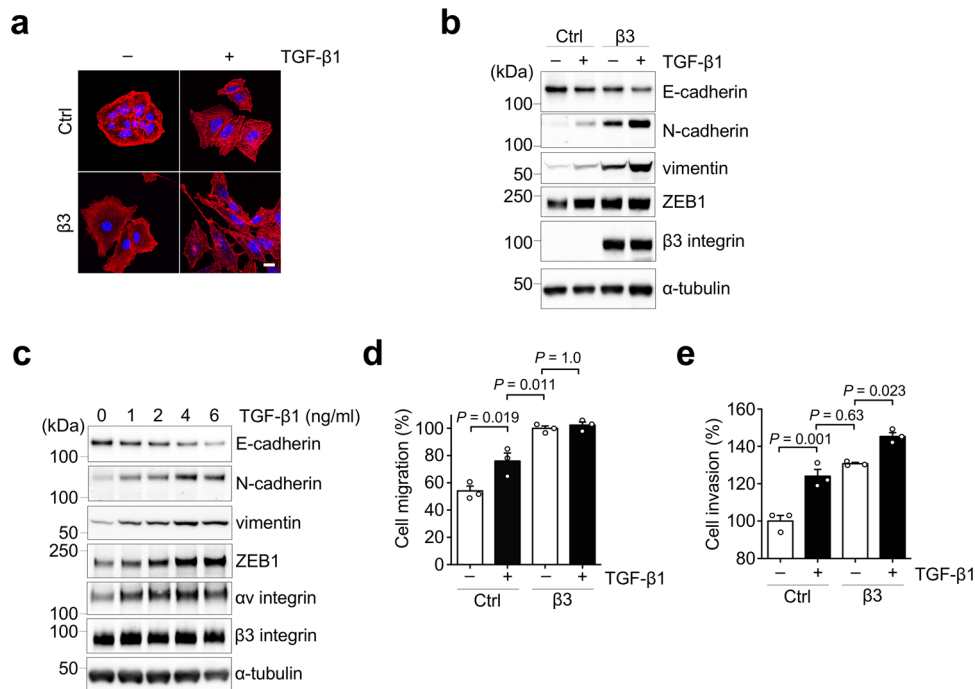 a
− + TGF-β1
Ctrl
β3
b
Ctrl β3
− + − + TGF-β1
(kDa)
100 E-cadherin
100 N-cadherin
50 vimentin
250 ZEB1
100 β3 integrin
50 α-tubulin
c
0 1 2 4 6 TGF-β1 (ng/ml)
(kDa)
100 E-cadherin
100 N-cadherin
50 vimentin
250 ZEB1
100 αv integrin
100 β3 integrin
50 α-tubulin
d
P = 1.0
P = 0.011
P = 0.019
Cell migration (%)
100
80
60
40
20
0
− + − + TGF-β1
Ctrl β3
e
P = 0.023
P = 0.63
P = 0.001
Cell invasion (%)
160
140
120
100
80
− + − + TGF-β1
Ctrl β3